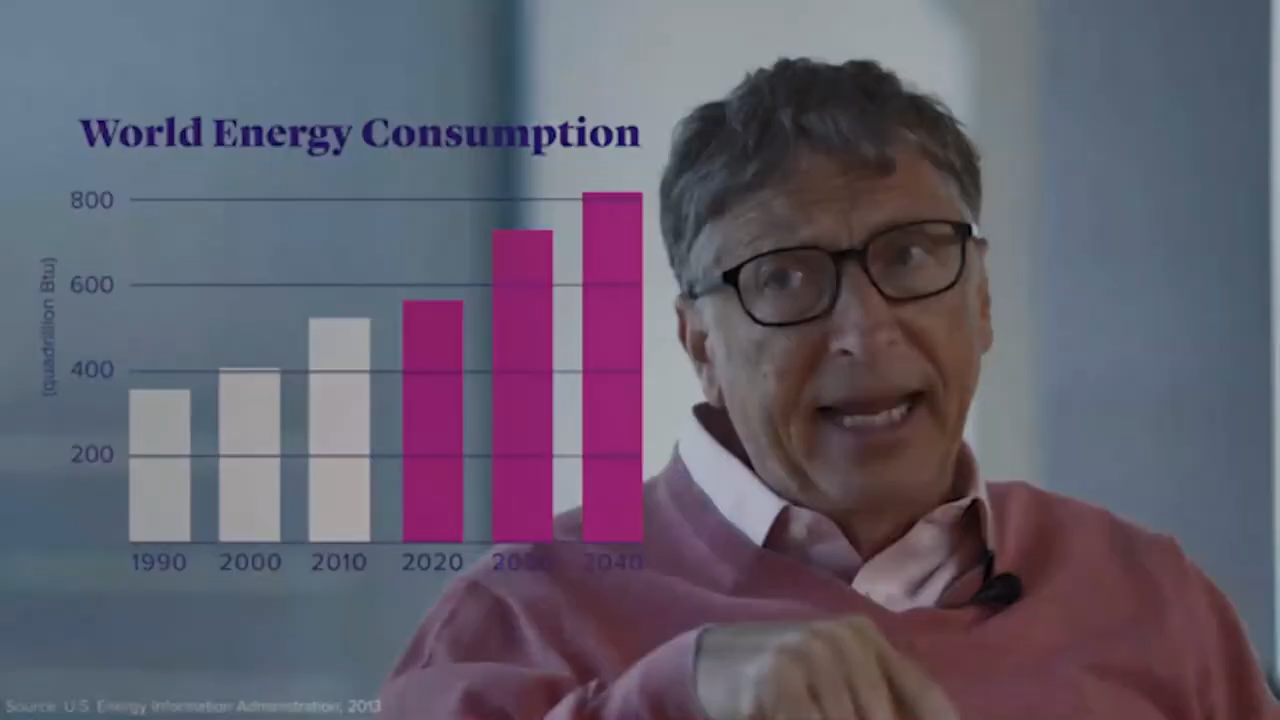 World Energy Consumption
800
(quadrillion Btu)
600
400
200
1990 2000 2010 2020 2030 2040
Source: U.S. Energy Information Administration, 2013